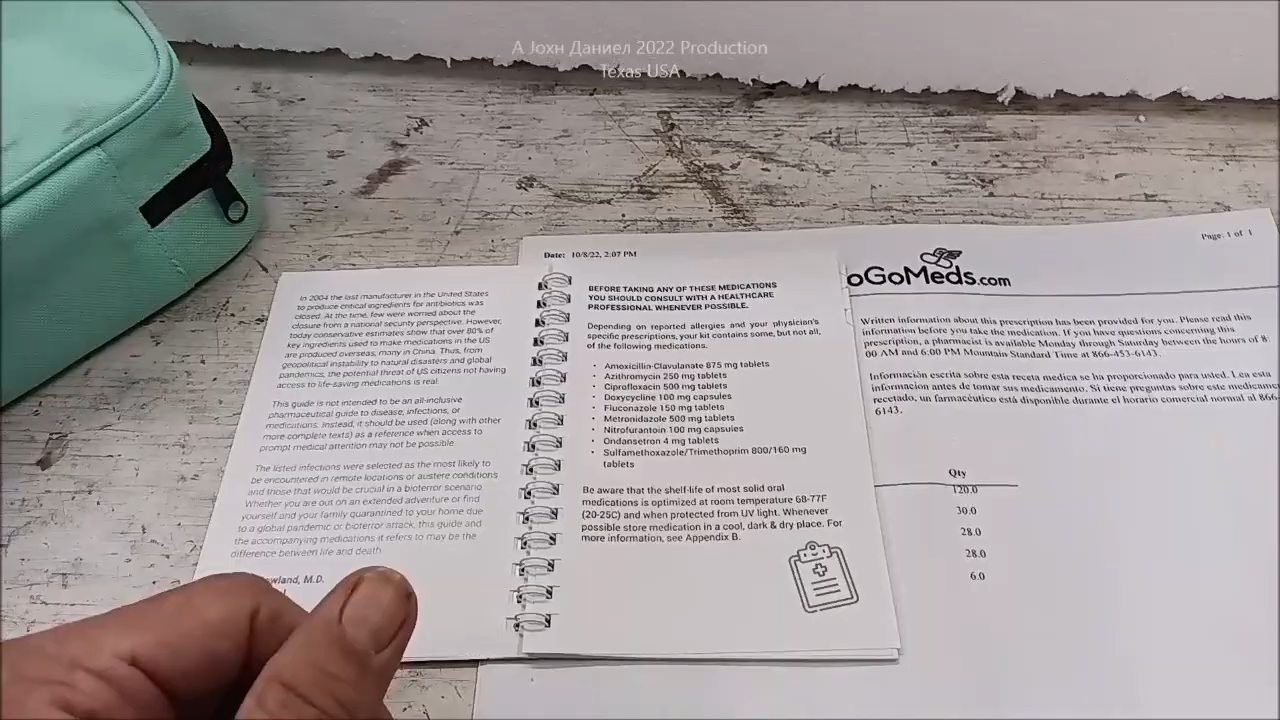 A Jохн Даниел 2022 Production
Texas USA
In 2004 the last manufacturer in the United States
to produce critical ingredients for antibiotics was
closed. At the time, few were worried about the
closure from a national security perspective. However,
today conservative estimates show that over 80% of
key ingredients used to make medications in the US
are produced overseas, many in China. Thus, from
geopolitical instability to natural disasters and global
pandemics, the potential threat of US citizens not having
access to life-saving medications is real.
This guide is not intended to be an all-inclusive
pharmaceutical guide to disease, infections, or
medications. Instead, it should be used (along with other
more complete texts) as a reference when access to
prompt medical attention may not be possible.
The listed infections were selected as the most likely to
be encountered in remote locations or austere conditions
and those that would be crucial in a bioterror scenario
Whether you are out on an extended adventure or find
yourself and your family quarantined to your home due
to a global pandemic or bioterror attack, this guide and
the accompanying medications it refers to may be the
difference between life and death.
owland, M.D.
Date: 10/8/22, 2:07 PM
BEFORE TAKING ANY OF THESE MEDICATIONS
YOU SHOULD CONSULT WITH A HEALTHCARE
PROFESSIONAL WHENEVER POSSIBLE.
Depending on reported allergies and your physician's
specific prescriptions, your kit contains some, but not all,
of the following medications.
• Amoxicillin-Clavulanate 875 mg tablets
• Azithromycin 250 mg tablets
• Ciprofloxacin 500 mg tablets
• Doxycycline 100 mg capsules
• Fluconazole 150 mg tablets
• Metronidazole 500 mg tablets
• Nitrofurantoin 100 mg capsules
• Ondansetron 4 mg tablets
• Sulfamethoxazole/Trimethoprim 800/160 mg
tablets
Be aware that the shelf-life of most solid oral
medications is optimized at room temperature 68-77F
(20-25C) and when protected from UV light. Whenever
possible store medication in a cool, dark & dry place. For
more information, see Appendix B.
Page: 1 of 1
oGoMeds.com
Written information about this prescription has been provided for you. Please read this
information before you take the medication. If you have questions concerning this
prescription, a pharmacist is available Monday through Saturday between the hours of 8:
00 AM and 6:00 PM Mountain Standard Time at 866-453-6147.
Información escrita sobre esta receta medica se ha proporcionado para usted. Lea esta
informacion antes de tomar sus medicamento. Si tiene preguntas sobre este medicame
recetado, un farmacéutico está disponible durante el horario comercial normal al 866-
6143.
Qty
120.0
30.0
28.0
28.0
6.0